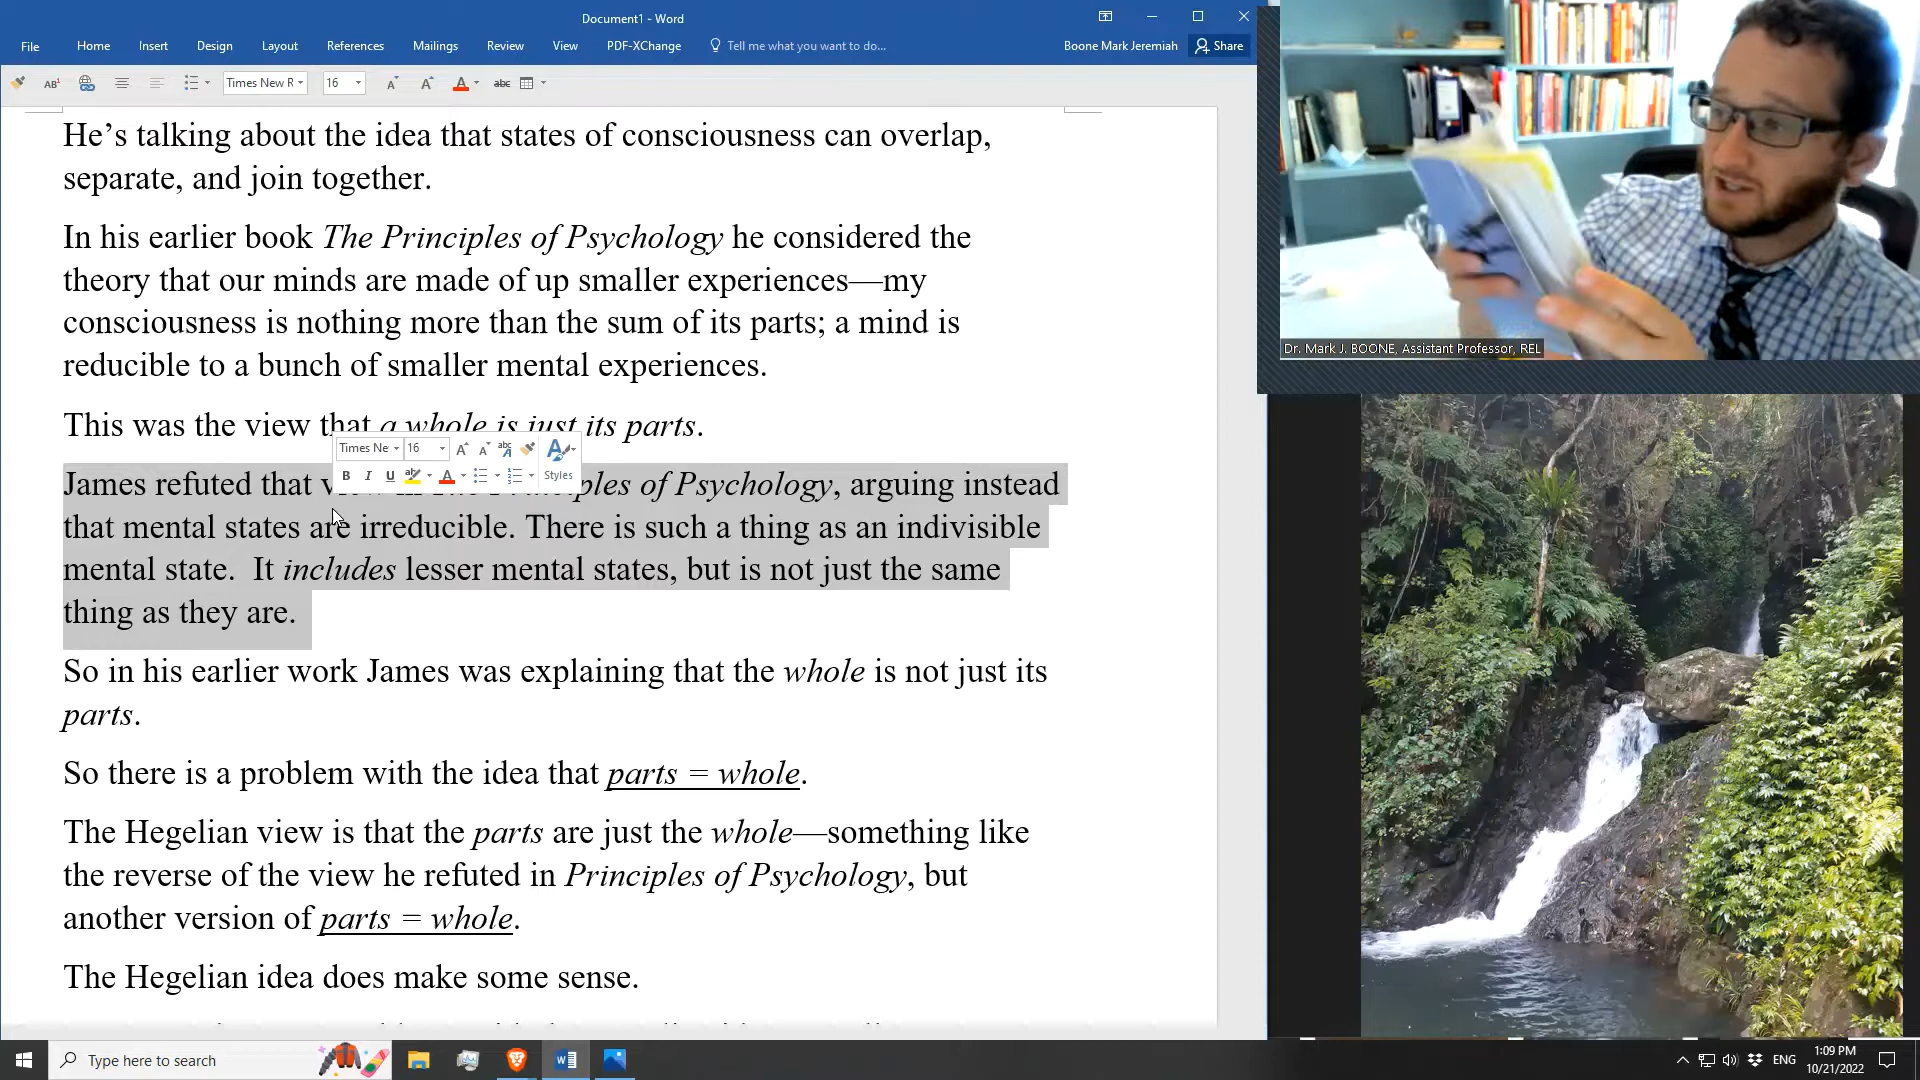 Document1 - Word
File Home Insert Design Layout References Mailings Review View PDF-XChange Tell me what you want to do... Boone Mark Jeremiah Share
AB¹ Times New R 16 A A A abc
He's talking about the idea that states of consciousness can overlap,
separate, and join together.
In his earlier book The Principles of Psychology he considered the
theory that our minds are made of up smaller experiences—my
consciousness is nothing more than the sum of its parts; a mind is
reducible to a bunch of smaller mental experiences.
This was the view that a whole is just its parts.
Times Ne 16 A A abc A A
B I U ab A Styles
James refuted that view in The Principles of Psychology, arguing instead
that mental states are irreducible. There is such a thing as an indivisible
mental state.  It includes lesser mental states, but is not just the same
thing as they are.
So in his earlier work James was explaining that the whole is not just its
parts.
So there is a problem with the idea that parts = whole.
The Hegelian view is that the parts are just the whole—something like
the reverse of the view he refuted in Principles of Psychology, but
another version of parts = whole.
The Hegelian idea does make some sense.
Dr. Mark J. BOONE, Assistant Professor, REL
Type here to search
ENG
1:09 PM
10/21/2022